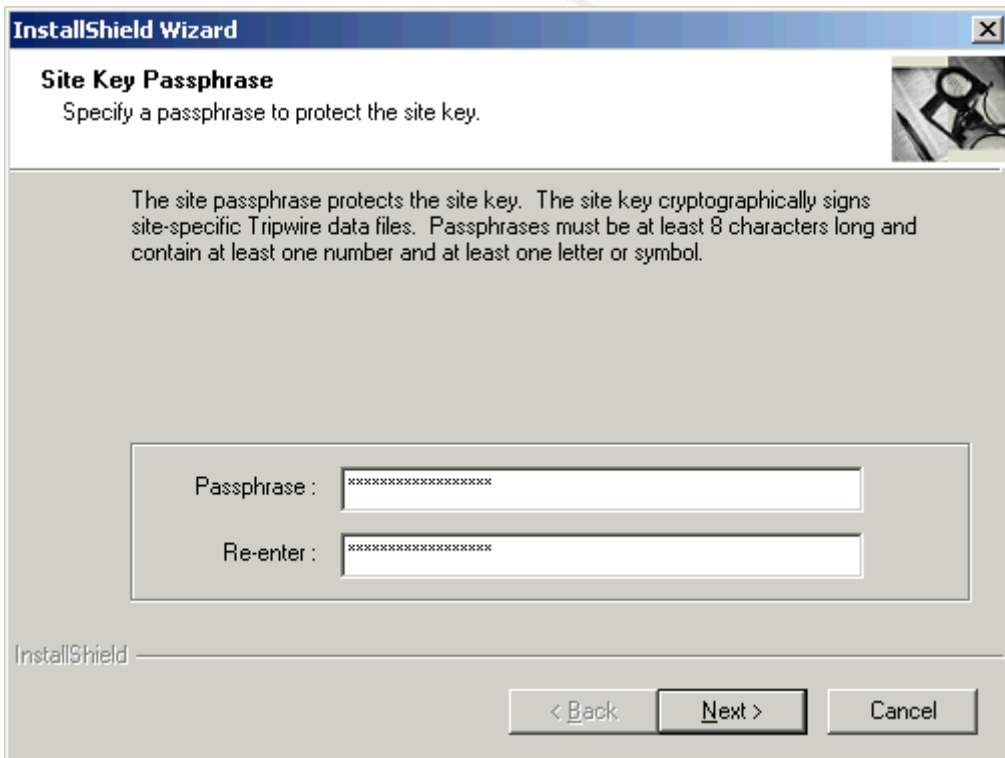 InstallShield Wizard
Site Key Passphrase
Specify a passphrase to protect the site key.
The site passphrase protects the site key. The site key cryptographically signs
site-specific Tripwire data files. Passphrases must be at least 8 characters long and
contain at least one number and at least one letter or symbol.
Passphrase : ******************
Re-enter : ******************
InstallShield
< Back Next > Cancel